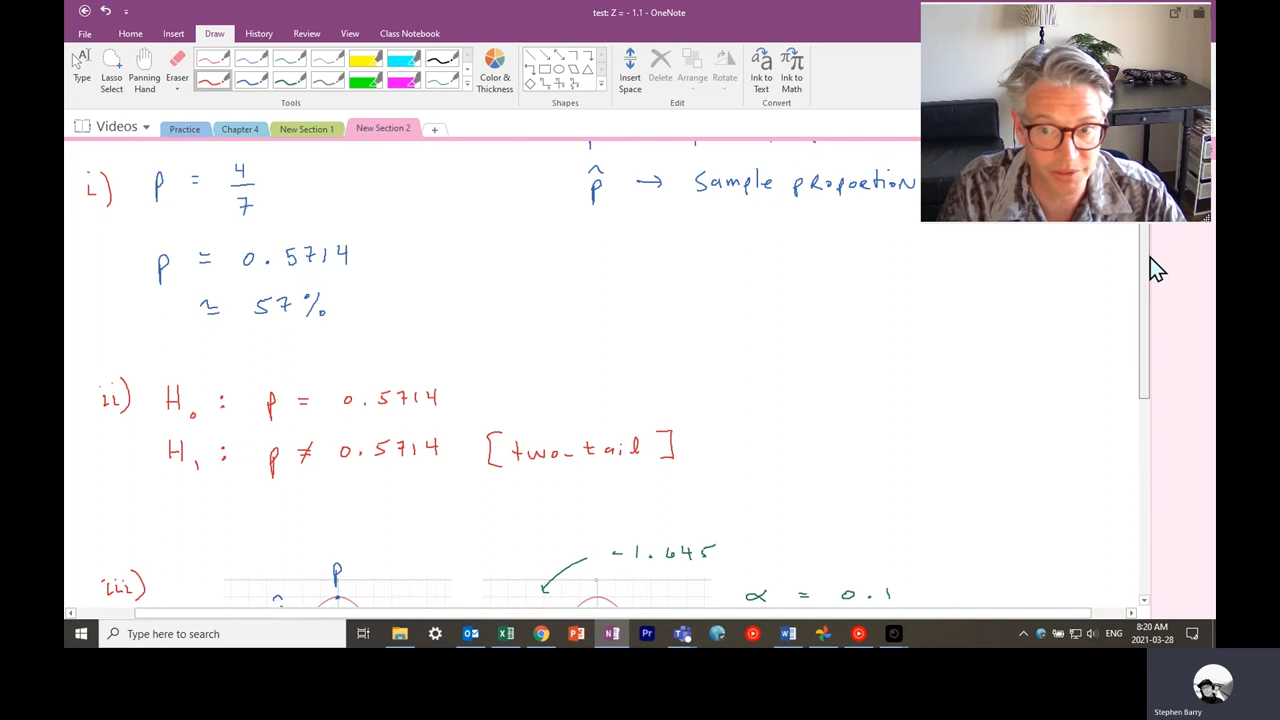 test: Z = - 1.1 - OneNote
File Home Insert Draw History Review View Class Notebook
Type
Lasso Select
Panning Hand
Eraser
Color & Thickness
Insert Space
Delete
Arrange
Rotate
Ink to Text
Ink to Math
Tools
Shapes
Edit
Convert
Videos
Practice
Chapter 4
New Section 1
New Section 2
i) p = 4/7
p̂ → Sample proportion
p = 0.5714
≈ 57%
ii) H₀ : p = 0.5714
H₁ : p ≠ 0.5714 [two-tail]
-1.645
iii)
p
α = 0.1
Type here to search
ENG
8:20 AM
2021-03-28
Stephen Barry